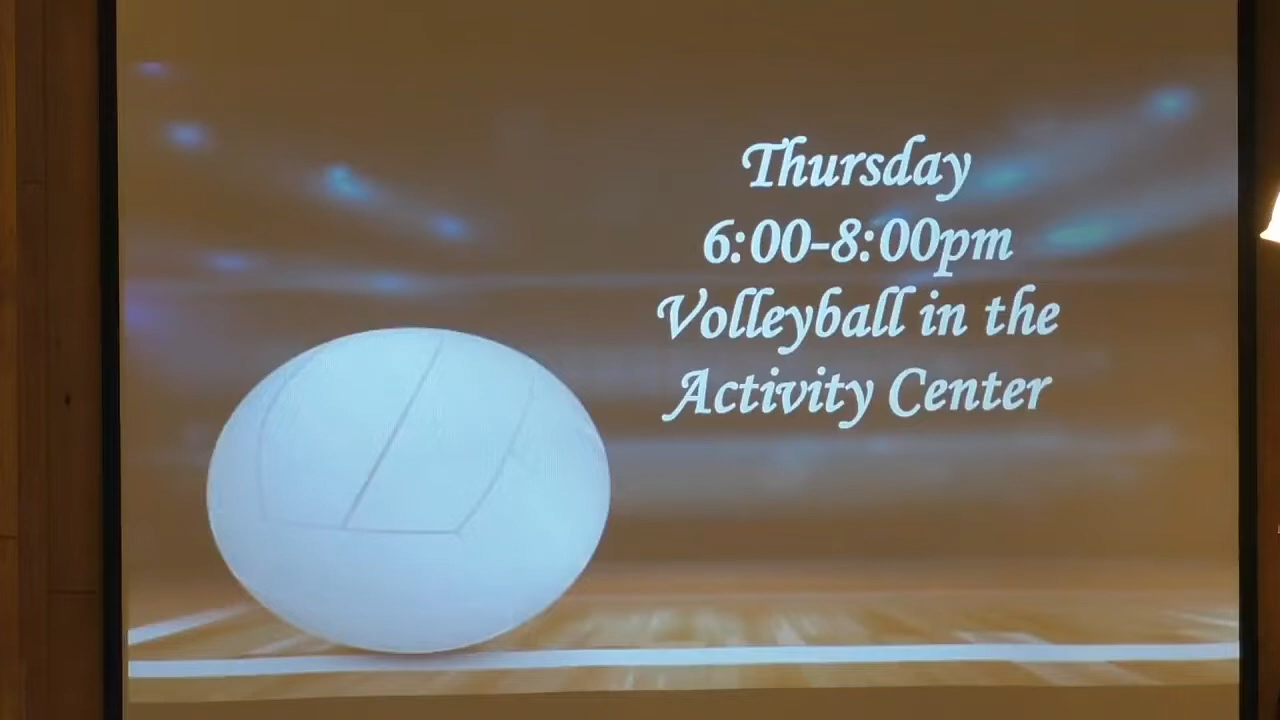 Thursday
6:00-8:00pm
Volleyball in the
Activity Center